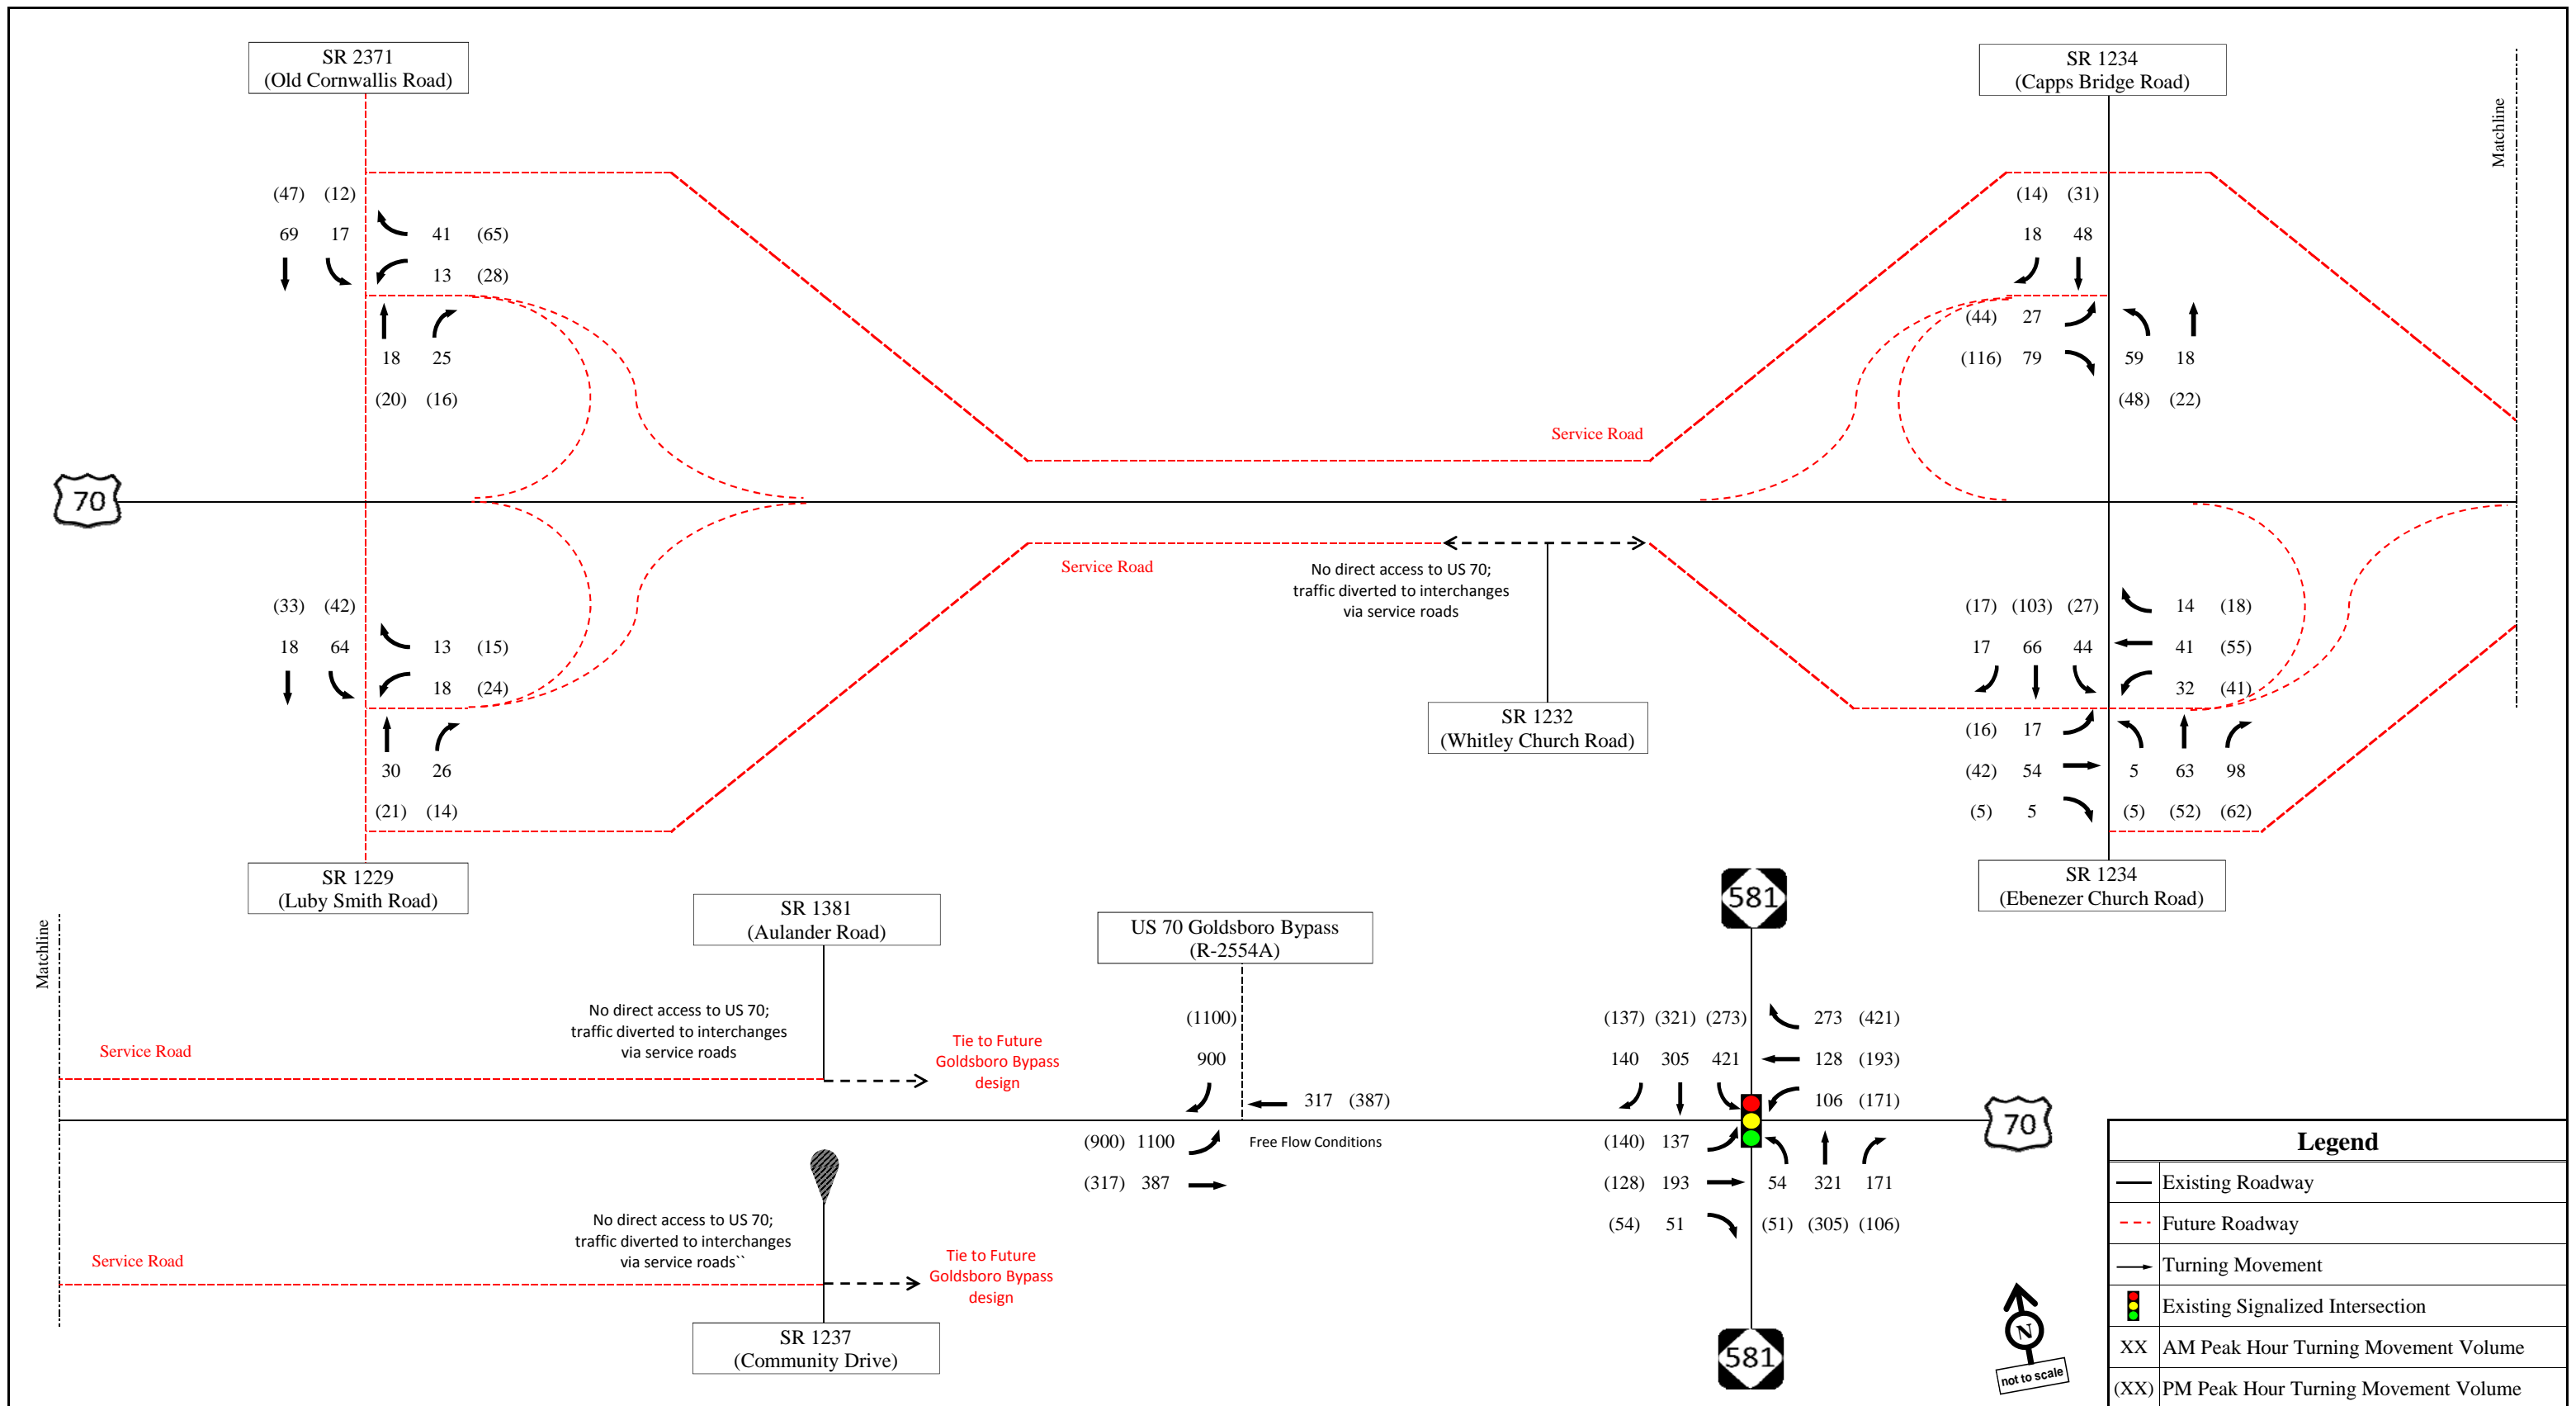 SR 2371
(Old Cornwallis Road)
SR 1234
(Capps Bridge Road)
Matchline
(47) (12)
69 17
41 (65)
13 (28)
18 25
(20) (16)
(14) (31)
18 48
(44) 27
(116) 79
59 18
(48) (22)
Service Road
70
Service Road
No direct access to US 70;
traffic diverted to interchanges
via service roads
(33) (42)
18 64
13 (15)
18 (24)
30 26
(21) (14)
SR 1232
(Whitley Church Road)
(17) (103) (27)
17 66 44
14 (18)
41 (55)
32 (41)
(16) 17
(42) 54
(5) 5
5 63 98
(5) (52) (62)
SR 1229
(Luby Smith Road)
SR 1234
(Ebenezer Church Road)
Matchline
SR 1381
(Aulander Road)
US 70 Goldsboro Bypass
(R-2554A)
581
No direct access to US 70;
traffic diverted to interchanges
via service roads
Service Road
Tie to Future
Goldsboro Bypass
design
(1100)
900
317 (387)
(900) 1100
Free Flow Conditions
(317) 387
(137) (321) (273)
140 305 421
273 (421)
128 (193)
106 (171)
(140) 137
(128) 193
(54) 51
54 321 171
(51) (305) (106)
70
No direct access to US 70;
traffic diverted to interchanges
via service roads``
Service Road
Tie to Future
Goldsboro Bypass
design
SR 1237
(Community Drive)
581
N
not to scale
Legend
Existing Roadway
Future Roadway
Turning Movement
Existing Signalized Intersection
XX AM Peak Hour Turning Movement Volume
(XX) PM Peak Hour Turning Movement Volume